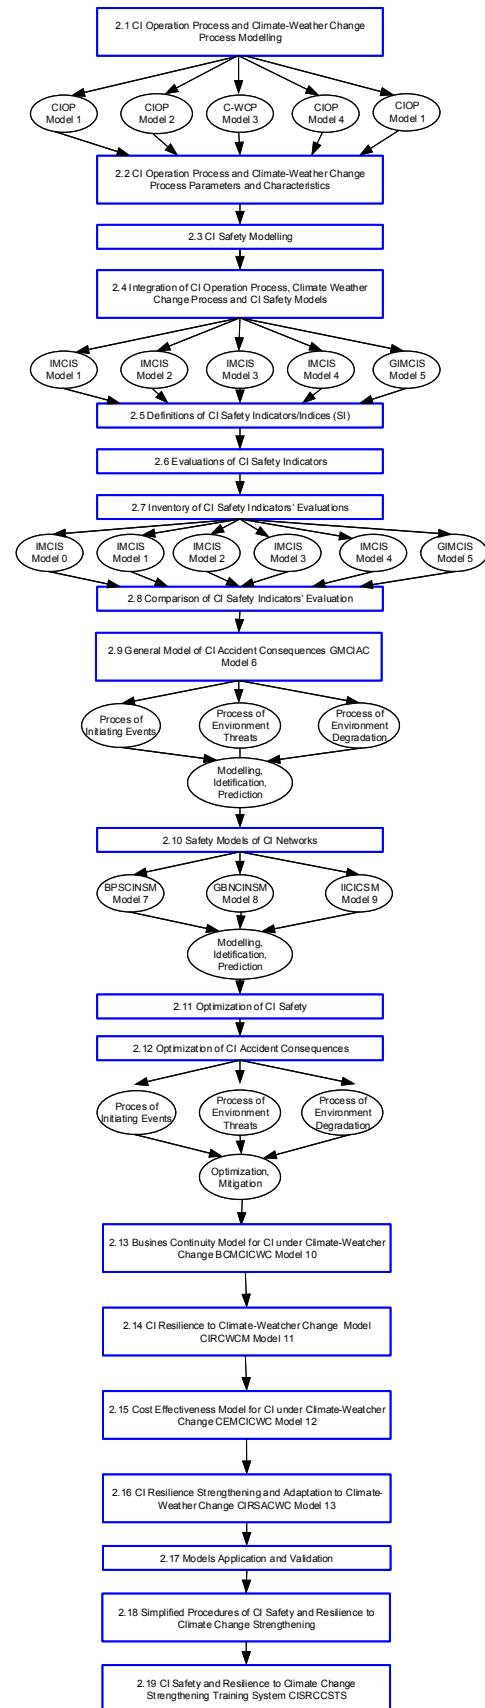 2.1 CI Operation Process and Climate-Weather Change
Process Modelling
CIOP
Model 1
CIOP
Model 2
C-WCP
Model 3
CIOP
Model 4
CIOP
Model 1
2.2 CI Operation Process and Climate-Weather Change
Process Parameters and Characteristics
2.3 CI Safety Modelling
2.4 Integration of CI Operation Process, Climate Weather
Change Process and CI Safety Models
IMCIS
Model 1
IMCIS
Model 2
IMCIS
Model 3
IMCIS
Model 4
GIMCIS
Model 5
2.5 Definitions of CI Safety Indicators/Indices (SI)
2.6 Evaluations of CI Safety Indicators
2.7 Inventory of CI Safety Indicators' Evaluations
IMCIS
Model 0
IMCIS
Model 1
IMCIS
Model 2
IMCIS
Model 3
IMCIS
Model 4
GIMCIS
Model 5
2.8 Comparison of CI Safety Indicators' Evaluation
2.9 General Model of CI Accident Consequences GMCIAC
Model 6
Proces of
Initiating Events
Process of
Environment
Threats
Process of
Environment
Degradation
Modelling,
Idetification,
Prediction
2.10 Safety Models of CI Networks
BPSCINSM
Model 7
GBNCINSM
Model 8
IICICSM
Model 9
Modelling,
Idetification,
Prediction
2.11 Optimization of CI Safety
2.12 Optimization of CI Accident Consequences
Proces of
Initiating Events
Process of
Environment
Threats
Process of
Environment
Degradation
Optimization,
Mitigation
2.13 Busines Continuity Model for CI under Climate-Weatcher
Change BCMCICWC Model 10
2.14 CI Resilience to Climate-Weatcher Change Model
CIRCWCM Model 11
2.15 Cost Effectiveness Model for CI under Climate-Weatcher
Change CEMCICWC Model 12
2.16 CI Resilience Strengthening and Adaptation to Climate-
Weather Change CIRSACWC Model 13
2.17 Models Application and Validation
2.18 Simplified Procedures of CI Safety and Resilience to
Climate Change Strengthening
2.19 CI Safety and Resilience to Climate Change
Strengthening Training System CISRCCSTS